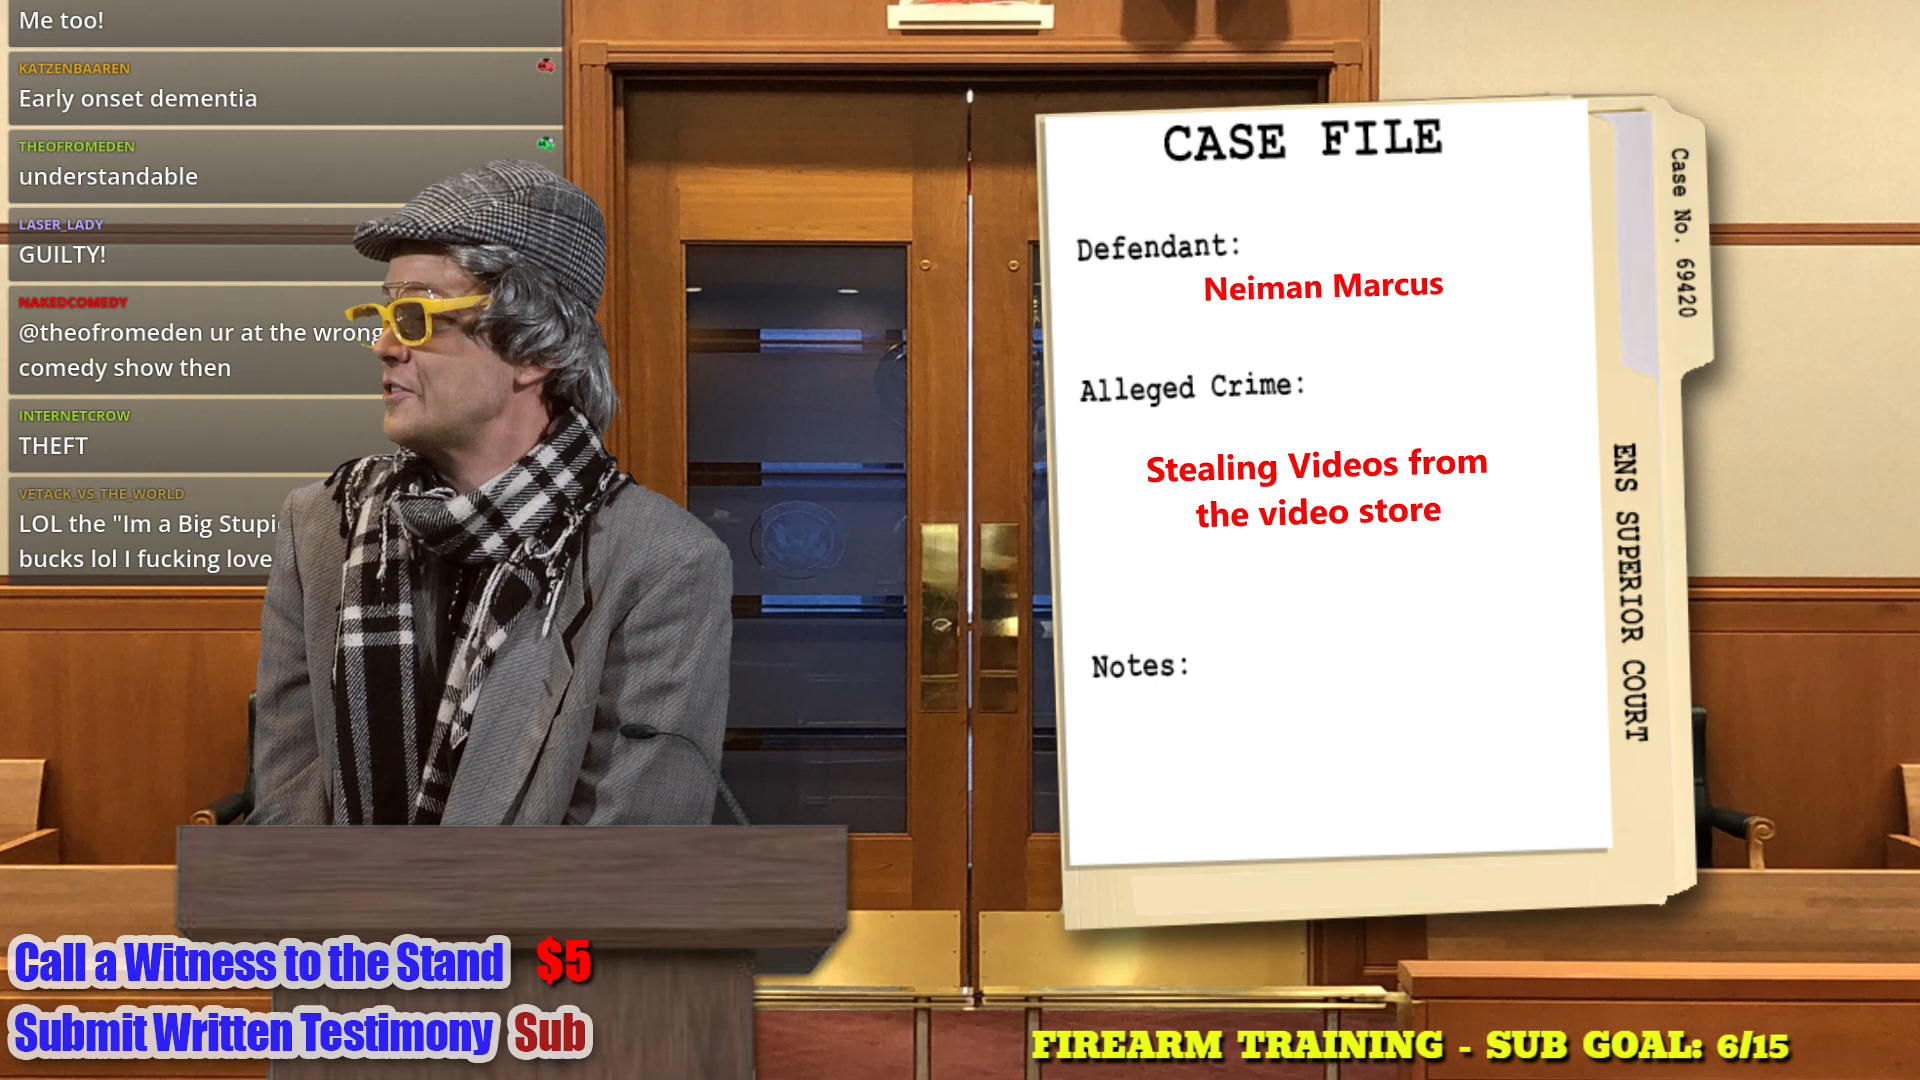 Me too!
KATZENBAAREN
Early onset dementia
THEOFROMEDEN
understandable
LASER_LADY
GUILTY!
NAKEDCOMEDY
@theofromeden ur at the wrong
comedy show then
INTERNETCROW
THEFT
VETACK_VS_THE_WORLD
LOL the "Im a Big
bucks lol I fucking love
CASE FILE
Defendant:
Neiman Marcus
Alleged Crime:
Stealing Videos from
the video store
Notes:
Case No. 69420
ENS SUPERIOR COURT
Call a Witness to the Stand $5
Submit Written Testimony Sub
FIREARM TRAINING - SUB GOAL: 6/15